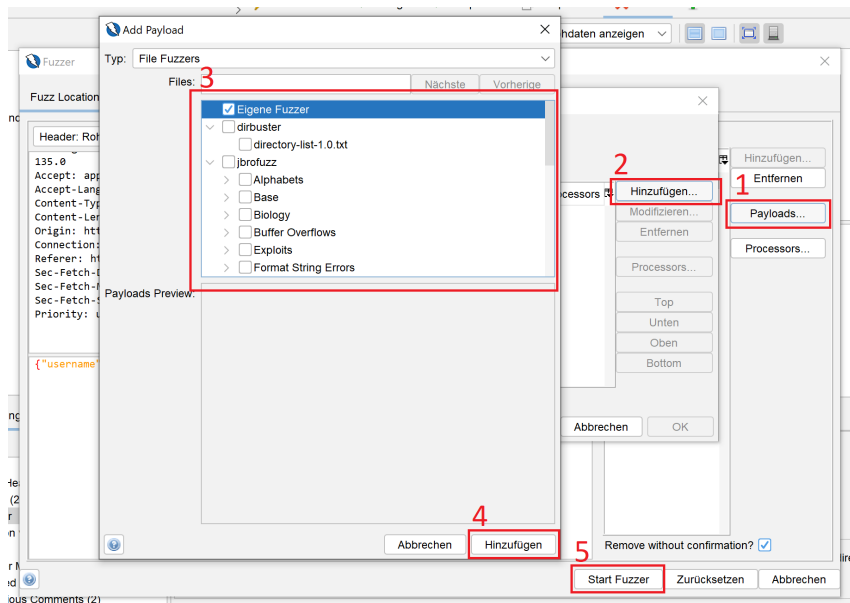 Add Payload
hdaten anzeigen
Typ: File Fuzzers
Fuzzer
3
Files:
Nächste
Vorherige
Fuzz Location
Eigene Fuzzer
dirbuster
directory-list-1.0.txt
jbrofuzz
Alphabets
Base
Biology
Buffer Overflows
Exploits
Format String Errors
Payloads Preview:
4
Abbrechen
Hinzufügen
Header: Roh
135.0
Accept: app
Accept-Lang
Content-Typ
Content-Len
Origin: htt
Connection:
Referer: ht
Sec-Fetch-D
Sec-Fetch-M
Sec-Fetch-S
Priority: u
{"username"
2
ocessors
Hinzufügen...
Modifizieren...
Entfernen
Processors...
Top
Unten
Oben
Bottom
Abbrechen
OK
1
Hinzufügen...
Entfernen
Payloads...
Processors...
Remove without confirmation?
5
Start Fuzzer
Zurücksetzen
Abbrechen
ious Comments (2)